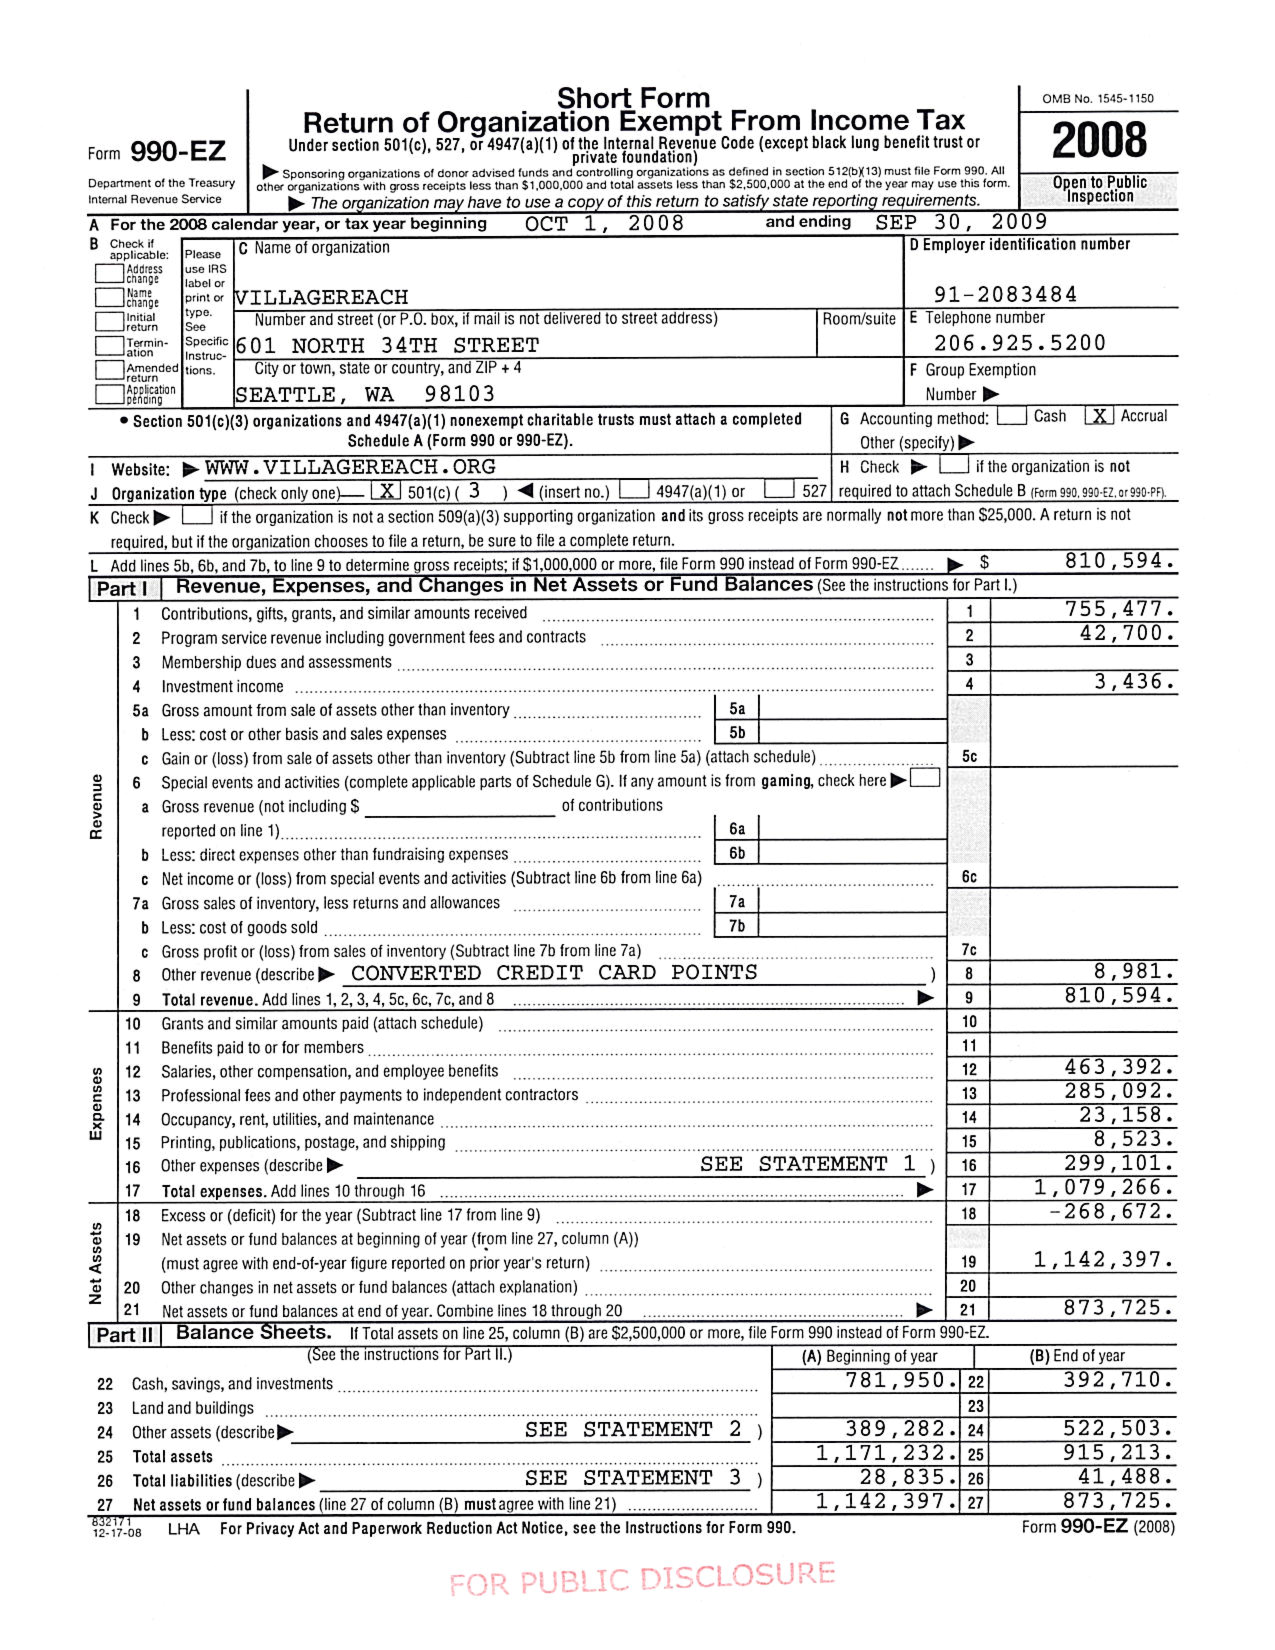 Form 990-EZ
Department of the Treasury
Internal Revenue Service
Short Form
Return of Organization Exempt From Income Tax
Under section 501(c), 527, or 4947(a)(1) of the Internal Revenue Code (except black lung benefit trust or
private foundation)
▶ Sponsoring organizations of donor advised funds and controlling organizations as defined in section 512(b)(13) must file Form 990. All
other organizations with gross receipts less than $1,000,000 and total assets less than $2,500,000 at the end of the year may use this form.
▶ The organization may have to use a copy of this return to satisfy state reporting requirements.
OMB No. 1545-1150
2008
Open to Public
Inspection
A For the 2008 calendar year, or tax year beginning OCT 1, 2008 and ending SEP 30, 2009
B Check if
applicable:
Address
change
Name
change
Initial
return
Termin-
ation
Amended
return
Application
pending
Please
use IRS
label or
print or
type.
See
Specific
Instruc-
tions.
C Name of organization
VILLAGEREACH
Number and street (or P.O. box, if mail is not delivered to street address) Room/suite
601 NORTH 34TH STREET
City or town, state or country, and ZIP + 4
SEATTLE, WA 98103
D Employer identification number
91-2083484
E Telephone number
206.925.5200
F Group Exemption
Number ▶
• Section 501(c)(3) organizations and 4947(a)(1) nonexempt charitable trusts must attach a completed
Schedule A (Form 990 or 990-EZ).
G Accounting method: Cash X Accrual
Other (specify) ▶
I Website: ▶ WWW.VILLAGEREACH.ORG
H Check ▶ if the organization is not
required to attach Schedule B (Form 990, 990-EZ, or 990-PF).
J Organization type (check only one)— X 501(c) ( 3 ) ◀ (insert no.) 4947(a)(1) or 527
K Check ▶ if the organization is not a section 509(a)(3) supporting organization and its gross receipts are normally not more than $25,000. A return is not
required, but if the organization chooses to file a return, be sure to file a complete return.
L Add lines 5b, 6b, and 7b, to line 9 to determine gross receipts; if $1,000,000 or more, file Form 990 instead of Form 990-EZ ▶ $ 810,594.
Part I Revenue, Expenses, and Changes in Net Assets or Fund Balances (See the instructions for Part I.)
Revenue
1 Contributions, gifts, grants, and similar amounts received 1 755,477.
2 Program service revenue including government fees and contracts 2 42,700.
3 Membership dues and assessments 3
4 Investment income 4 3,436.
5a Gross amount from sale of assets other than inventory 5a
b Less: cost or other basis and sales expenses 5b
c Gain or (loss) from sale of assets other than inventory (Subtract line 5b from line 5a) (attach schedule) 5c
6 Special events and activities (complete applicable parts of Schedule G). If any amount is from gaming, check here ▶
a Gross revenue (not including $ of contributions
reported on line 1) 6a
b Less: direct expenses other than fundraising expenses 6b
c Net income or (loss) from special events and activities (Subtract line 6b from line 6a) 6c
7a Gross sales of inventory, less returns and allowances 7a
b Less: cost of goods sold 7b
c Gross profit or (loss) from sales of inventory (Subtract line 7b from line 7a) 7c
8 Other revenue (describe ▶ CONVERTED CREDIT CARD POINTS ) 8 8,981.
9 Total revenue. Add lines 1, 2, 3, 4, 5c, 6c, 7c, and 8 ▶ 9 810,594.
Expenses
10 Grants and similar amounts paid (attach schedule) 10
11 Benefits paid to or for members 11
12 Salaries, other compensation, and employee benefits 12 463,392.
13 Professional fees and other payments to independent contractors 13 285,092.
14 Occupancy, rent, utilities, and maintenance 14 23,158.
15 Printing, publications, postage, and shipping 15 8,523.
16 Other expenses (describe ▶ SEE STATEMENT 1 ) 16 299,101.
17 Total expenses. Add lines 10 through 16 ▶ 17 1,079,266.
Net Assets
18 Excess or (deficit) for the year (Subtract line 17 from line 9) 18 -268,672.
19 Net assets or fund balances at beginning of year (from line 27, column (A))
(must agree with end-of-year figure reported on prior year's return) 19 1,142,397.
20 Other changes in net assets or fund balances (attach explanation) 20
21 Net assets or fund balances at end of year. Combine lines 18 through 20 ▶ 21 873,725.
Part II Balance Sheets. If Total assets on line 25, column (B) are $2,500,000 or more, file Form 990 instead of Form 990-EZ.
(See the instructions for Part II.) (A) Beginning of year (B) End of year
22 Cash, savings, and investments 781,950. 22 392,710.
23 Land and buildings 23
24 Other assets (describe ▶ SEE STATEMENT 2 ) 389,282. 24 522,503.
25 Total assets 1,171,232. 25 915,213.
26 Total liabilities (describe ▶ SEE STATEMENT 3 ) 28,835. 26 41,488.
27 Net assets or fund balances (line 27 of column (B) must agree with line 21) 1,142,397. 27 873,725.
832171
12-17-08 LHA For Privacy Act and Paperwork Reduction Act Notice, see the Instructions for Form 990. Form 990-EZ (2008)
FOR PUBLIC DISCLOSURE